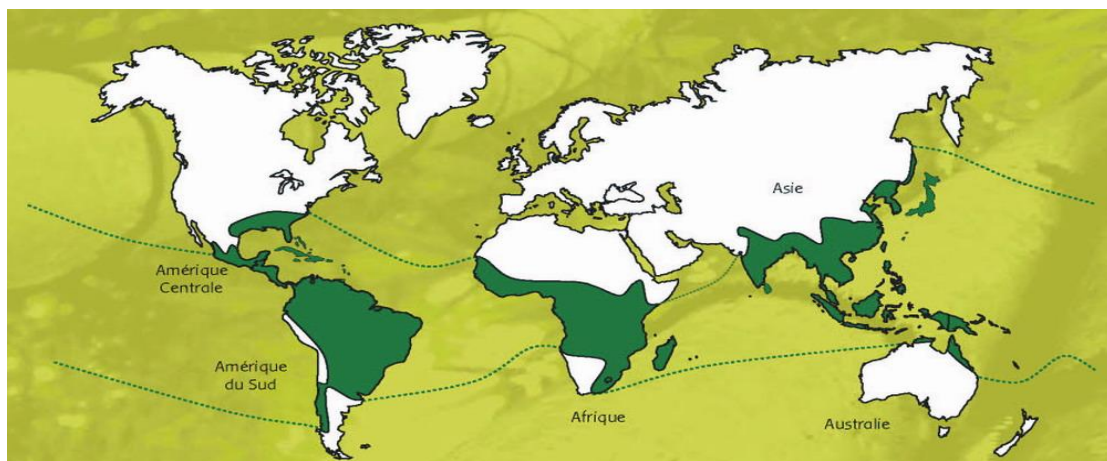 Asie
Amérique
Centrale
Amérique
du Sud
Afrique
Australie